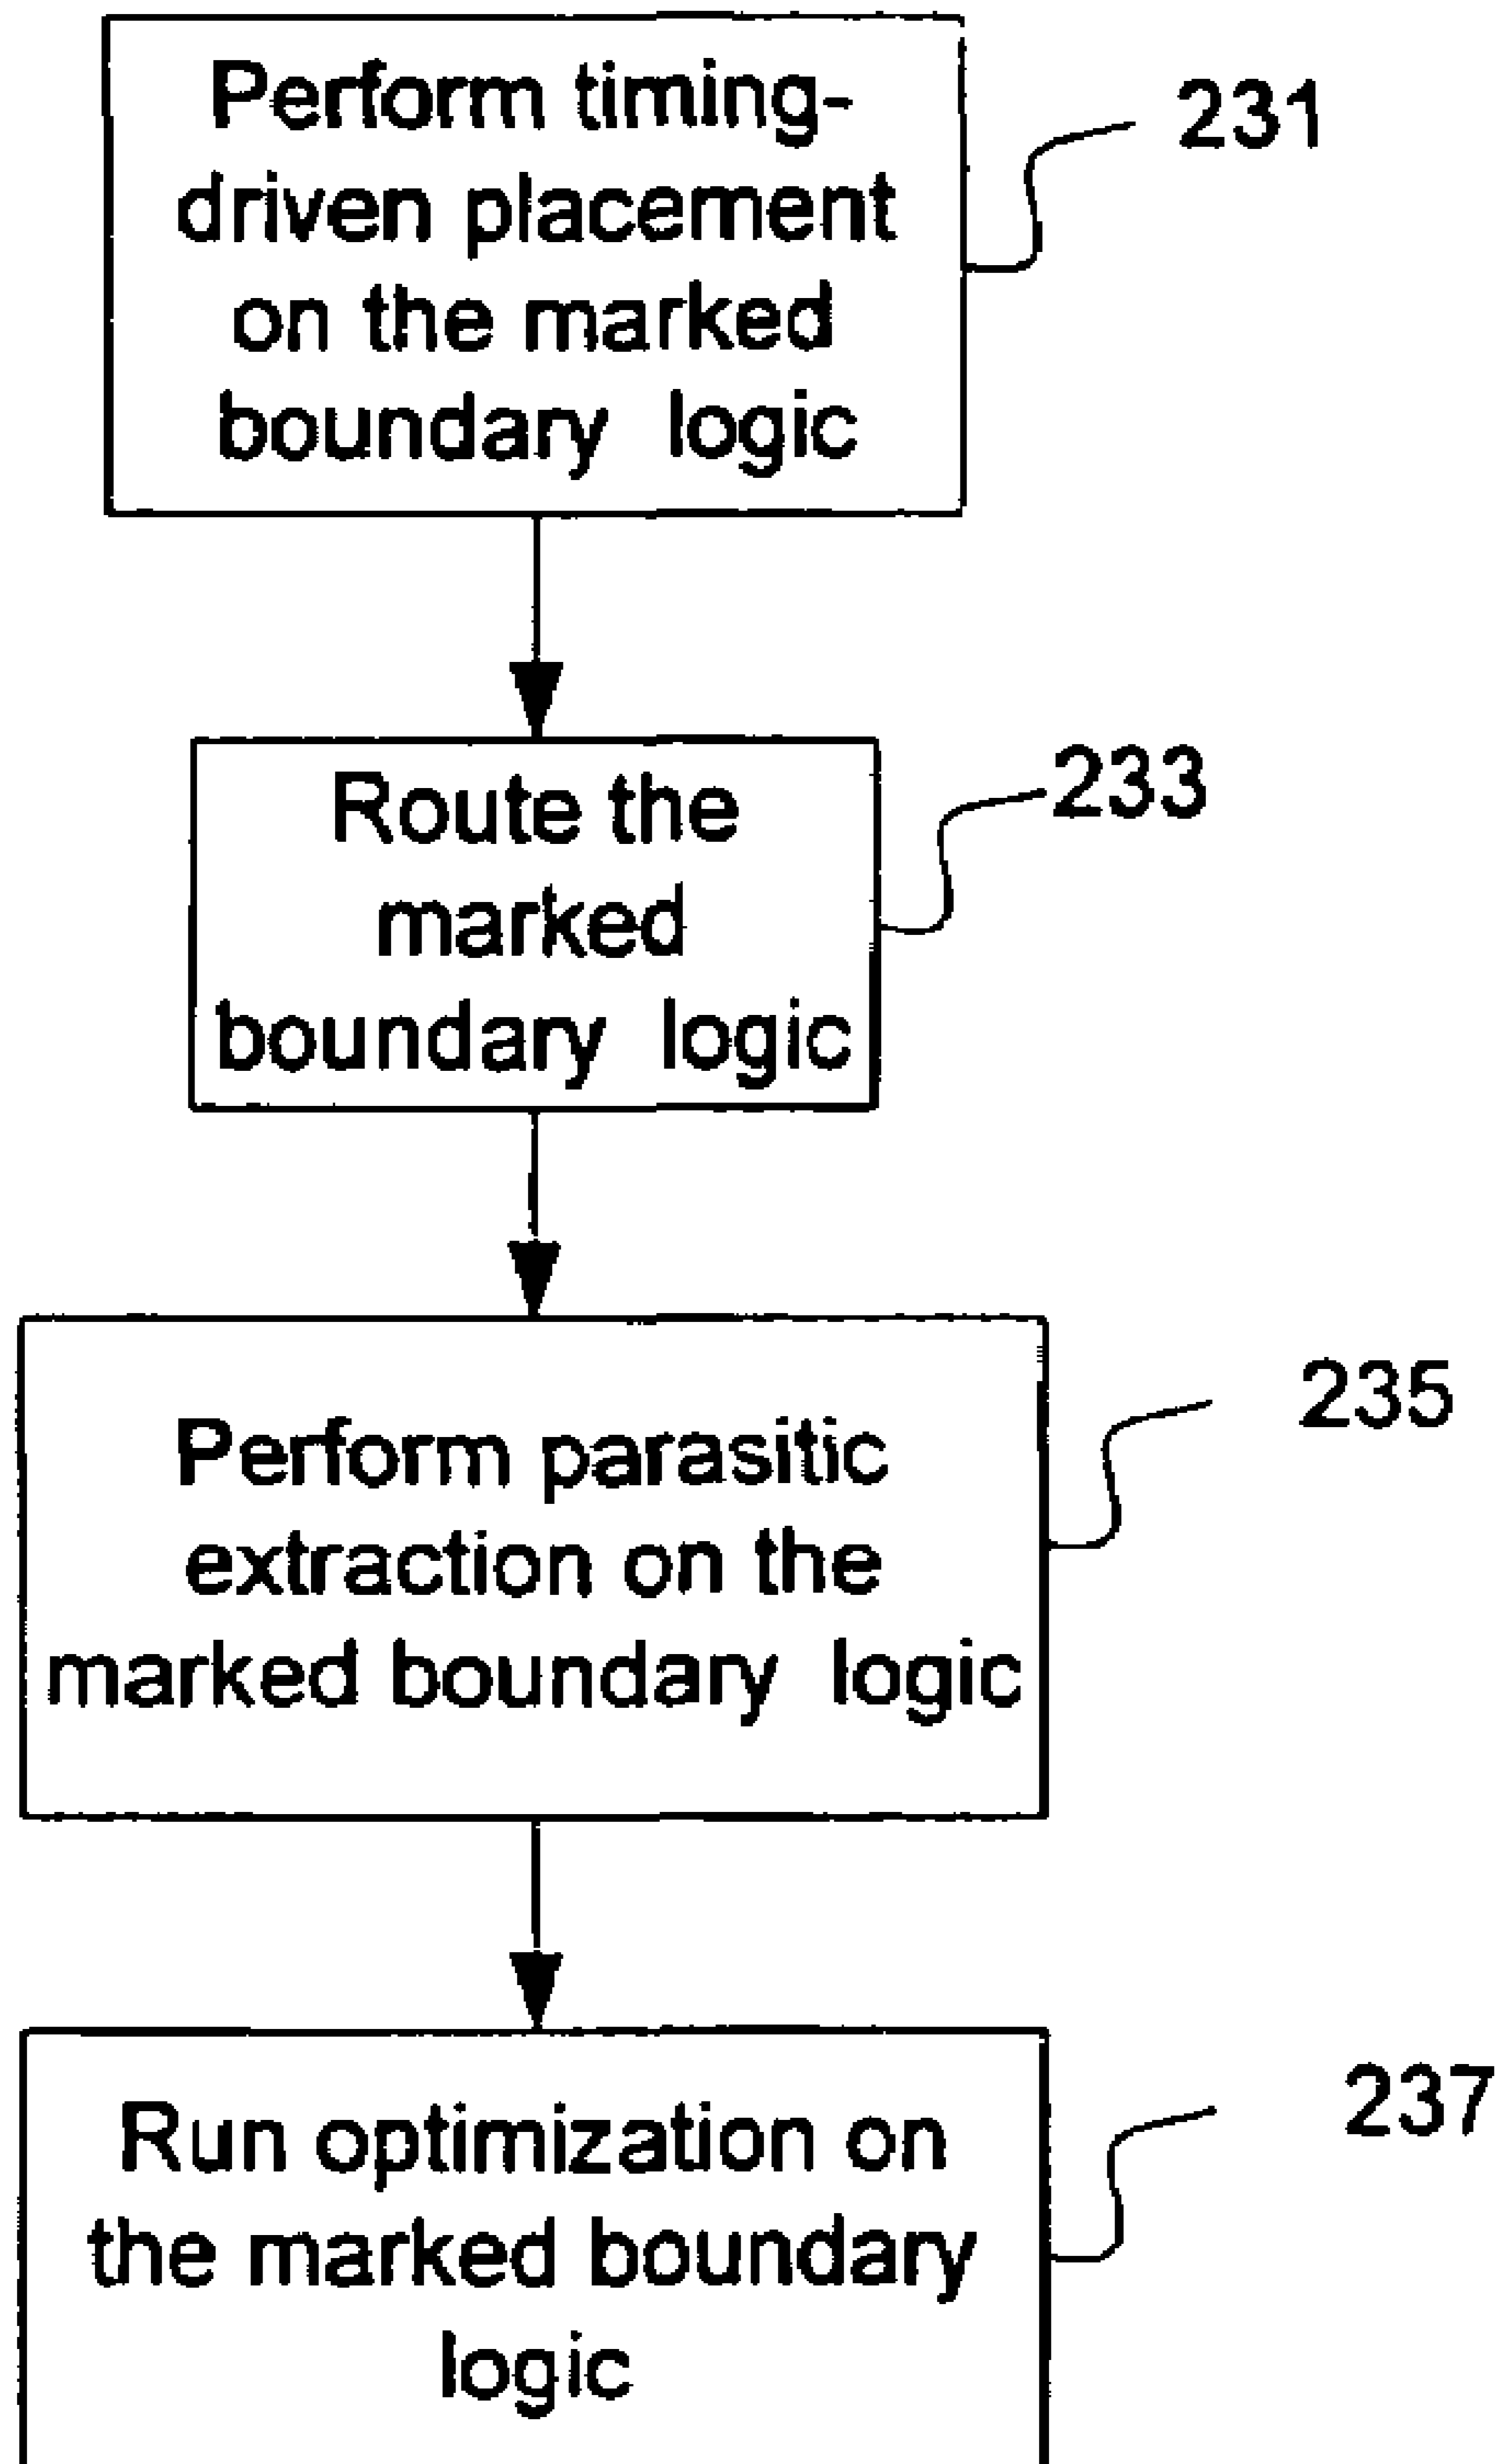 Perform timing-
driven placement
on the marked
boundary logic
231
Route the
marked
boundary logic
233
Perform parasitic
extraction on the
marked boundary logic
235
Run optimization on
the marked boundary
logic
237